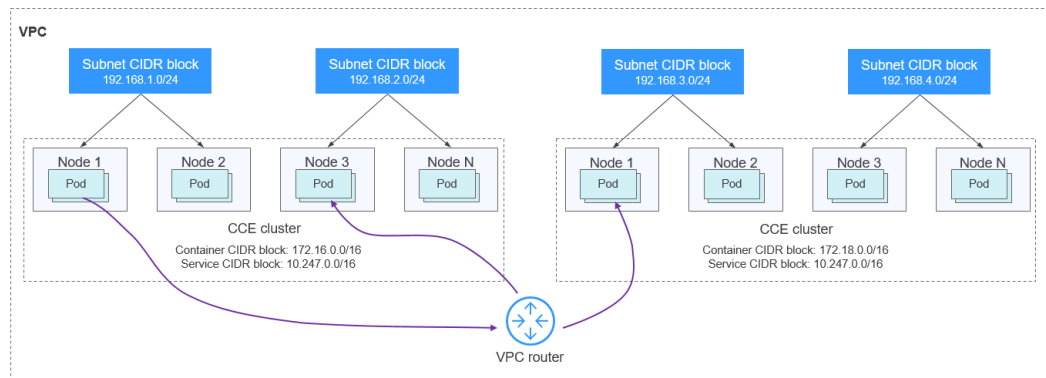 VPC
Subnet CIDR block
192.168.1.0/24
Subnet CIDR block
192.168.2.0/24
Subnet CIDR block
192.168.3.0/24
Subnet CIDR block
192.168.4.0/24
Node 1
Pod
Node 2
Pod
Node 3
Pod
Node N
Pod
CCE cluster
Container CIDR block: 172.16.0.0/16
Service CIDR block: 10.247.0.0/16
Node 1
Pod
Node 2
Pod
Node 3
Pod
Node N
Pod
CCE cluster
Container CIDR block: 172.18.0.0/16
Service CIDR block: 10.247.0.0/16
VPC router